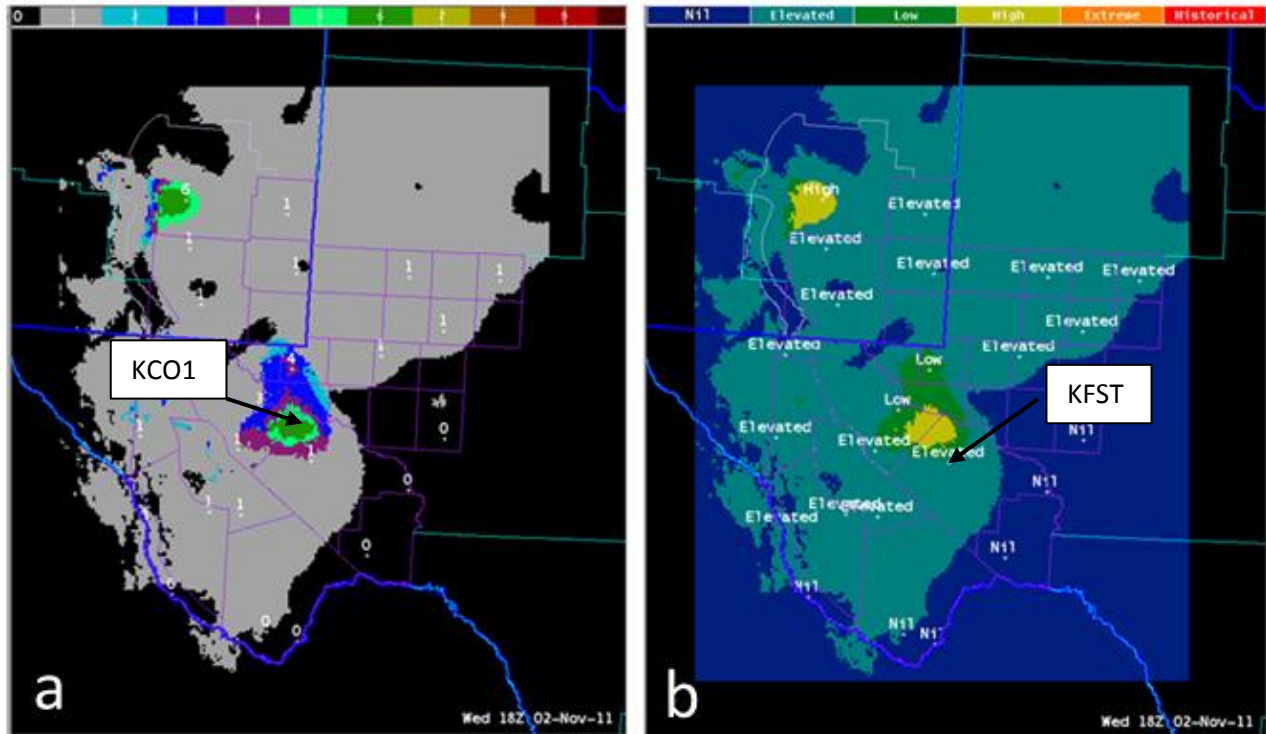 0 1 2 3 4 5 6 7 8 9
6
1
1
1
1
1
1
1
1
4
3
KCO1
1
1
1
0
0
1
1
0
0
0
a
Wed 18Z 02-Nov-11
Nil Elevated Low High Extreme Historical
High
Elevated
Elevated
Elevated
Elevated
Elevated
Elevated
Elevated
Elevated
Elevated
Low
Low
KFST
Elevated
Elevated
Elevated
Nil
Nil
Elevated
Elevated
Elevated
Nil
Nil
Nil
Nil
b
Wed 18Z 02-Nov-11